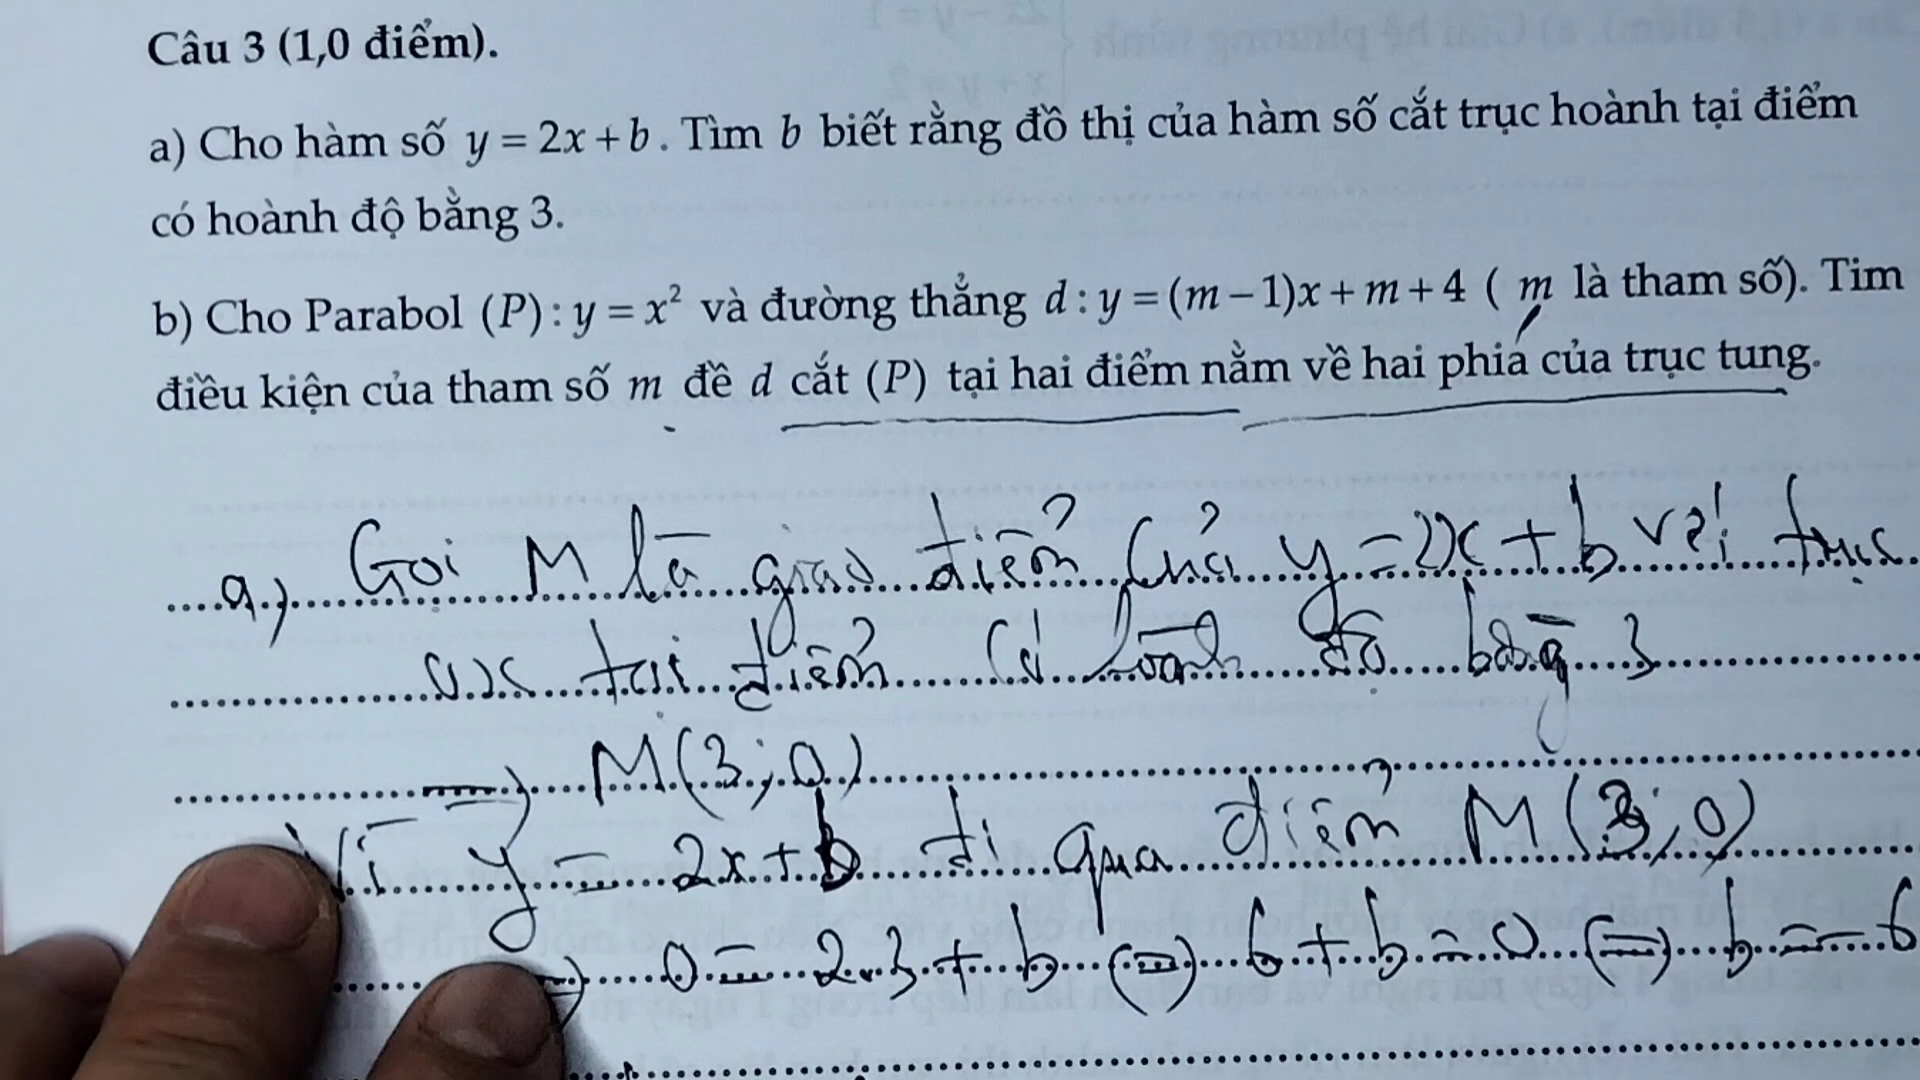 Câu 3 (1,0 điểm).
a) Cho hàm số y = 2x + b. Tìm b biết rằng đồ thị của hàm số cắt trục hoành tại điểm
có hoành độ bằng 3.
b) Cho Parabol (P): y = x² và đường thẳng d: y = (m − 1)x + m + 4 ( m là tham số). Tim
điều kiện của tham số m đề d cắt (P) tại hai điểm nằm về hai phia của trục tung.
a) Gọi M là giao điểm của y = 2x + b với trục
ox tại điểm có hoành độ bằng 3
=> M(3; 0)
Vì y = 2x + b đi qua điểm M(3; 0)
=> 0 = 2.3 + b (=) 6 + b = 0 (=) b = -6